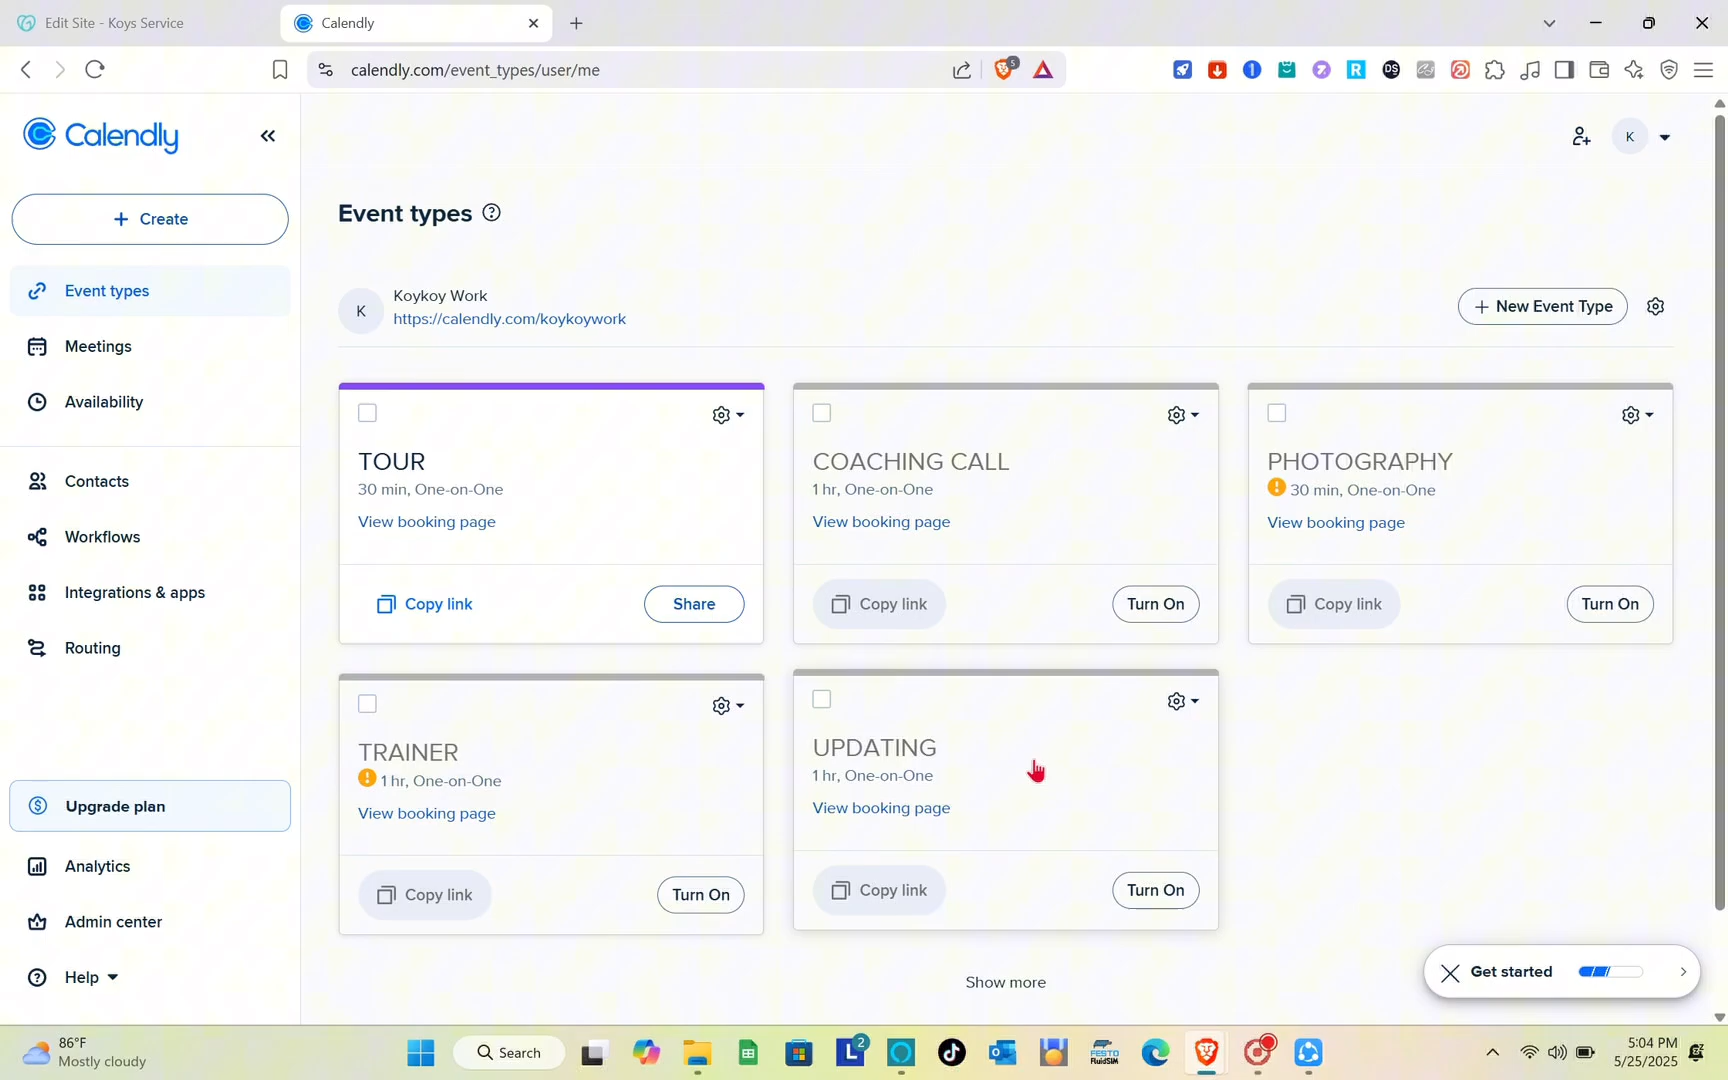 Edit Site - Koys Service
Calendly
calendly.com/event_types/user/me
5
DS
Calendly
K
+ Create
Event types
Event types
Koykoy Work
K
https://calendly.com/koykoywork
+ New Event Type
Meetings
Availability
TOUR
30 min, One-on-One
View booking page
Copy link
Share
COACHING CALL
1 hr, One-on-One
View booking page
Copy link
Turn On
PHOTOGRAPHY
30 min, One-on-One
View booking page
Copy link
Turn On
Contacts
Workflows
Integrations & apps
Routing
TRAINER
1 hr, One-on-One
View booking page
Copy link
Turn On
UPDATING
1 hr, One-on-One
View booking page
Copy link
Turn On
Upgrade plan
Analytics
Admin center
Help
Show more
Get started
86°F
Mostly cloudy
Search
2
FESTO
FluidSIM
5:04 PM
5/25/2025